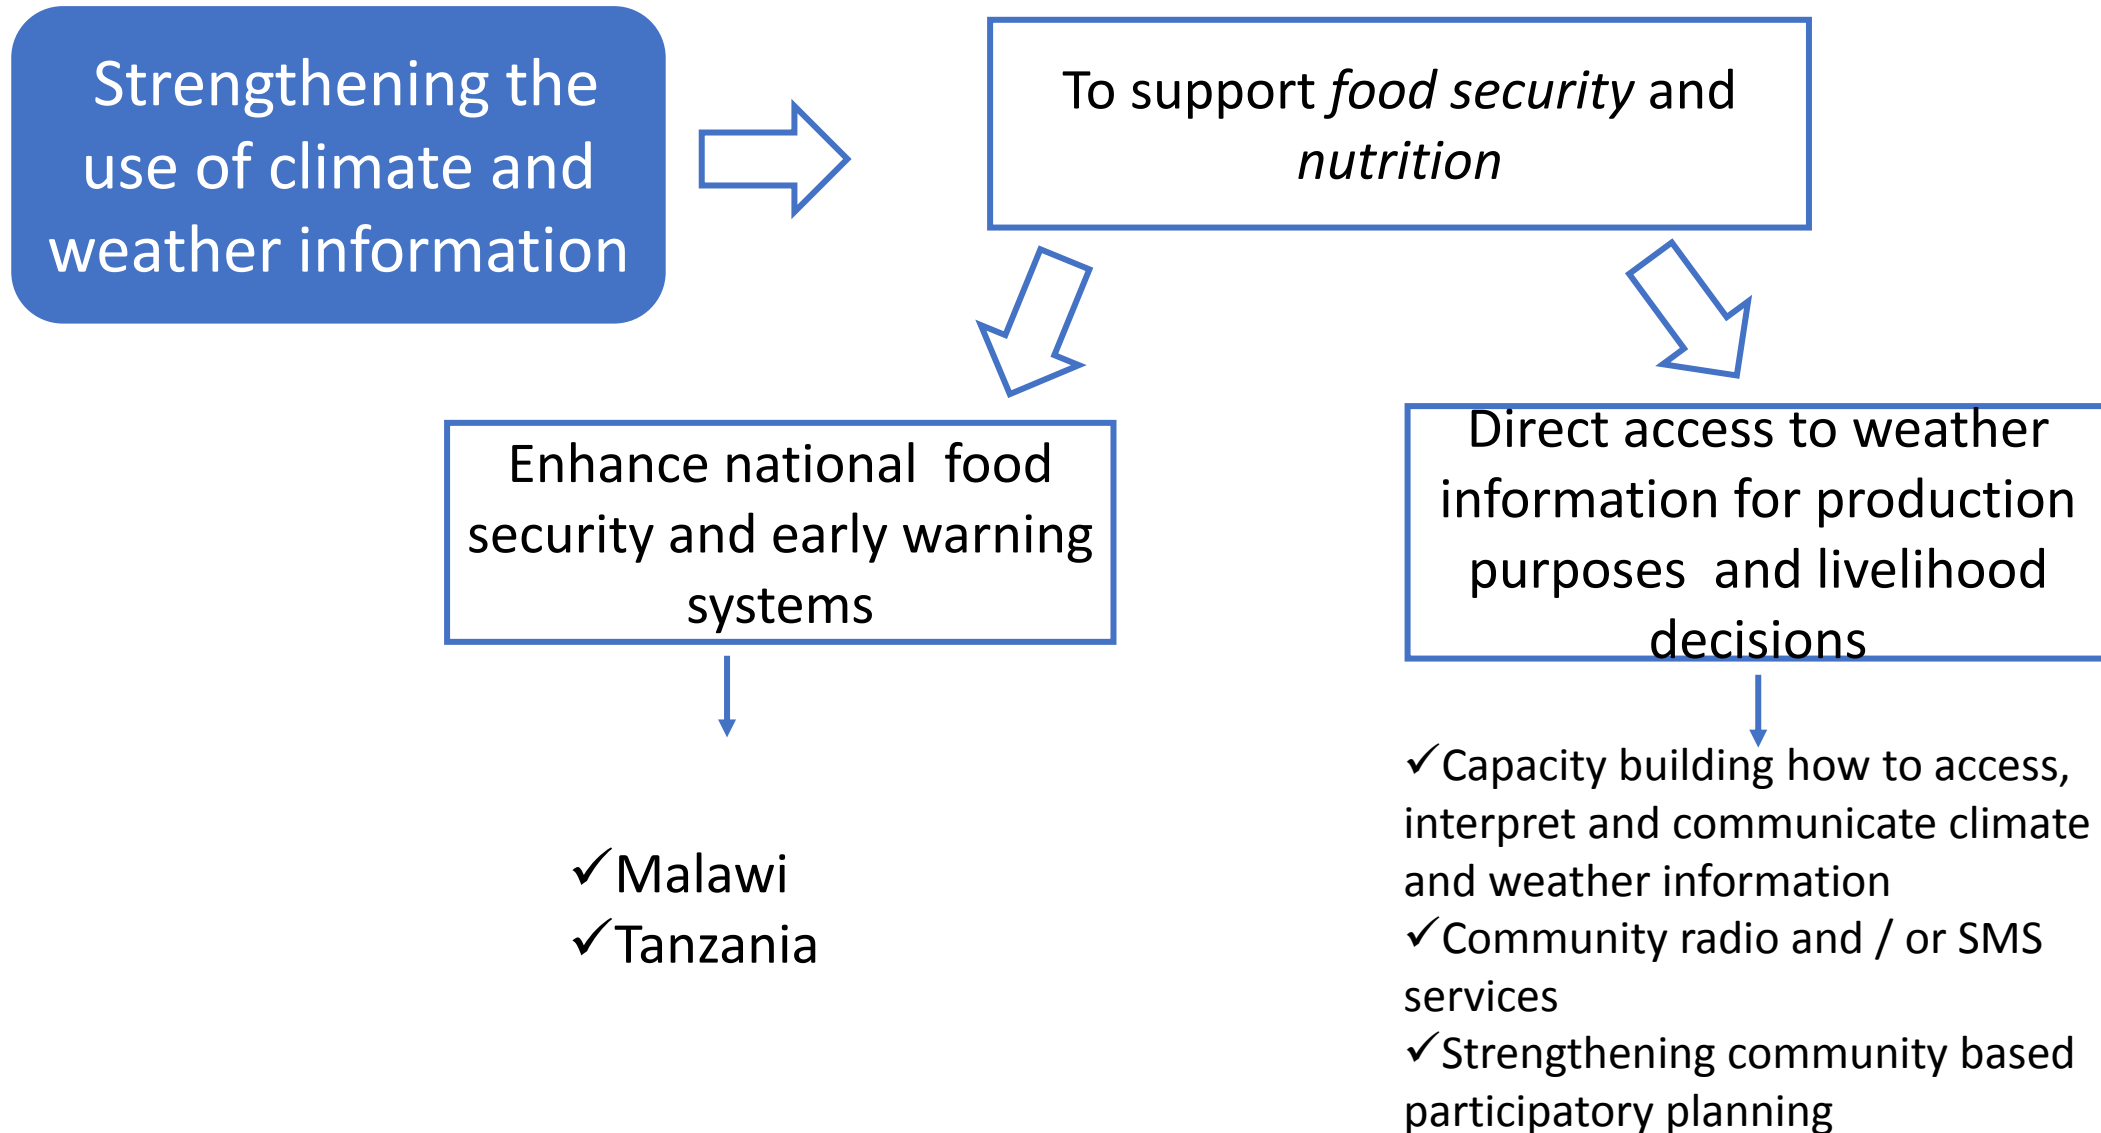 Strengthening the
use of climate and
weather information
To support food security and
nutrition
Enhance national  food
security and early warning
systems
Direct access to weather
information for production
purposes  and livelihood
decisions
✓Malawi
✓Tanzania
✓Capacity building how to access,
interpret and communicate climate
and weather information
✓Community radio and / or SMS
services
✓Strengthening community based
participatory planning